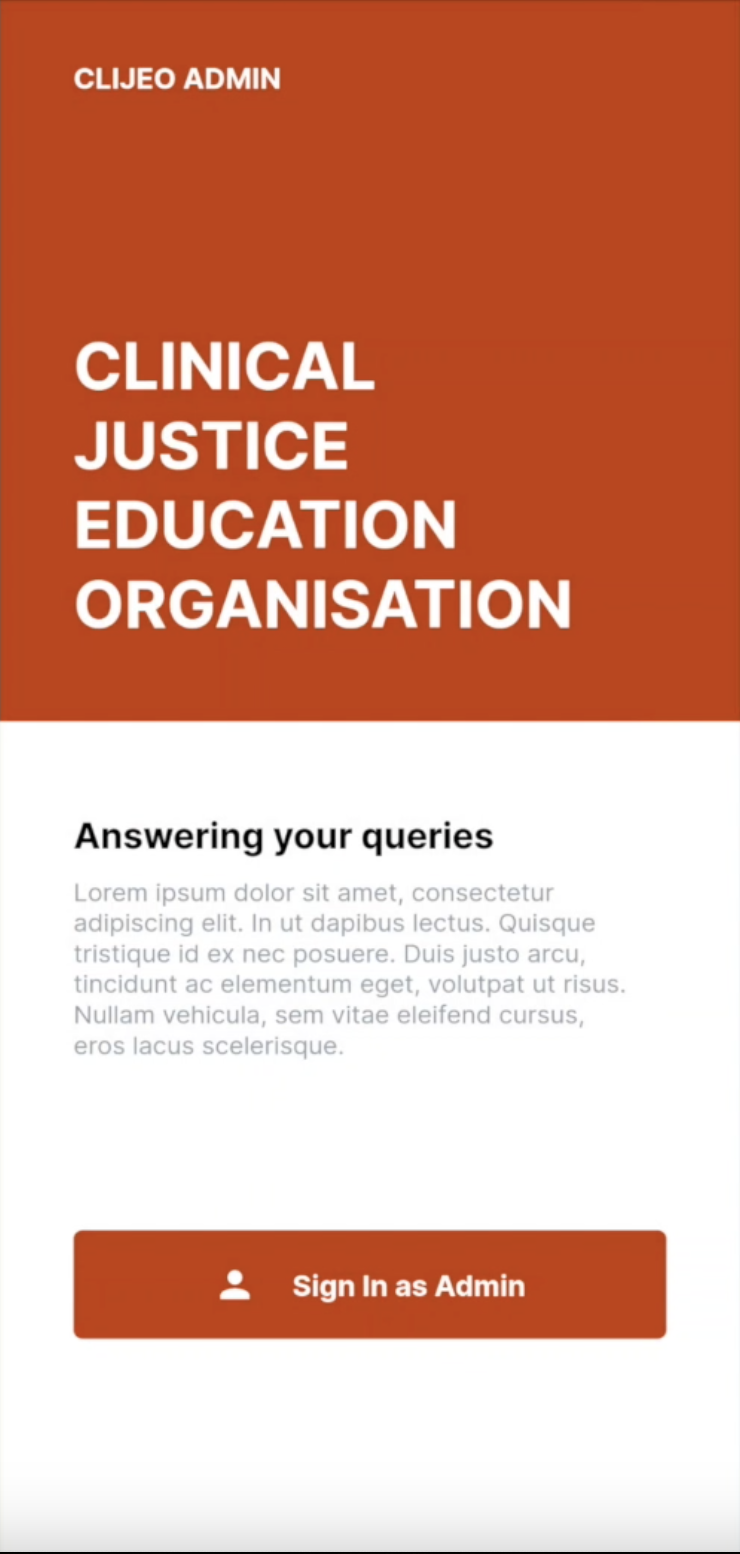 CLIJEO ADMIN
CLINICAL
JUSTICE
EDUCATION
ORGANISATION
Answering your queries
Lorem ipsum dolor sit amet, consectetur
adipiscing elit. In ut dapibus lectus. Quisque
tristique id ex nec posuere. Duis justo arcu,
tincidunt ac elementum eget, volutpat ut risus.
Nullam vehicula, sem vitae eleifend cursus,
eros lacus scelerisque.
Sign In as Admin